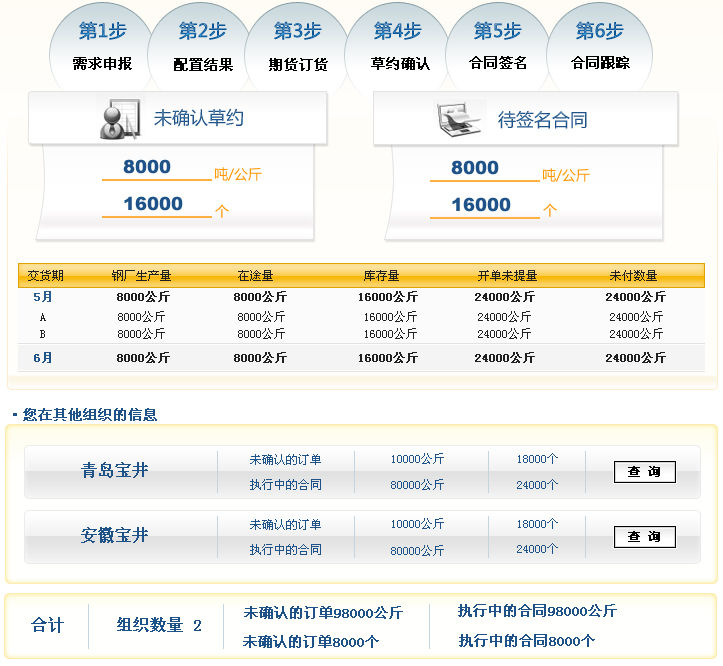 第1步 第2步 第3步 第4步 第5步 第6步
需求申报 配置结果 期货订货 草约确认 合同签名 合同跟踪
未确认草约
8000 吨/公斤
16000 个
待签名合同
8000 吨/公斤
16000 个
交货期 钢厂生产量 在途量 库存量 开单未提量 未付数量
5月 8000公斤 8000公斤 16000公斤 24000公斤 24000公斤
A 8000公斤 8000公斤 16000公斤 24000公斤 24000公斤
B 8000公斤 8000公斤 16000公斤 24000公斤 24000公斤
6月 8000公斤 8000公斤 16000公斤 24000公斤 24000公斤
您在其他组织的信息
青岛宝井
未确认的订单 10000公斤 18000个
执行中的合同 80000公斤 24000个
查 询
安徽宝井
未确认的订单 10000公斤 18000个
执行中的合同 80000公斤 24000个
查 询
合计
组织数量 2
未确认的订单98000公斤
未确认的订单8000个
执行中的合同98000公斤
执行中的合同8000个